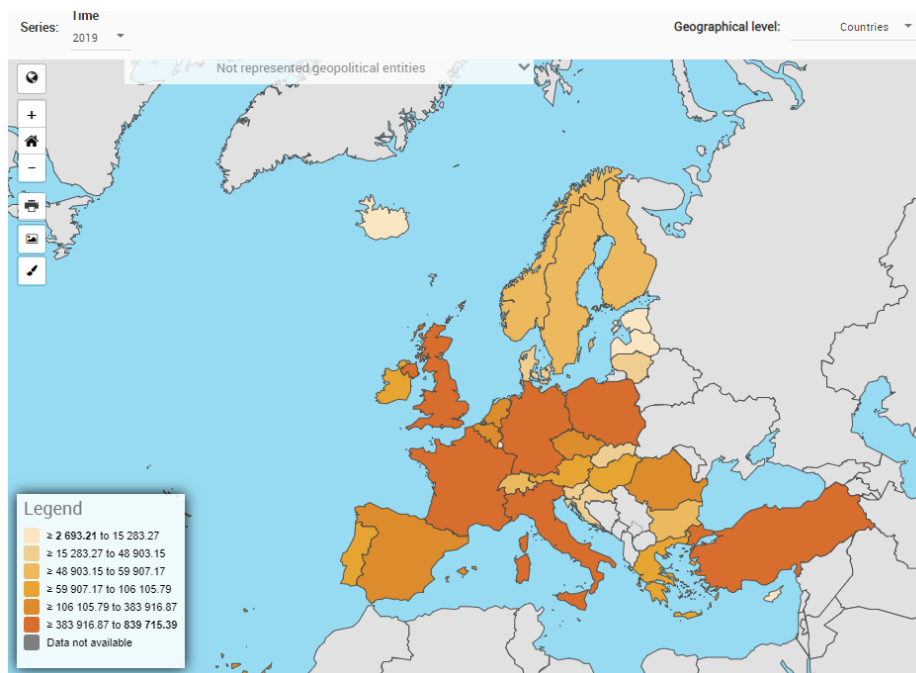 Time
Series:
2019
Geographical level:
Countries
Not represented geopolitical entities
+
−
Legend
≥ 2 693.21 to 15 283.27
≥ 15 283.27 to 48 903.15
≥ 48 903.15 to 59 907.17
≥ 59 907.17 to 106 105.79
≥ 106 105.79 to 383 916.87
≥ 383 916.87 to 839 715.39
Data not available